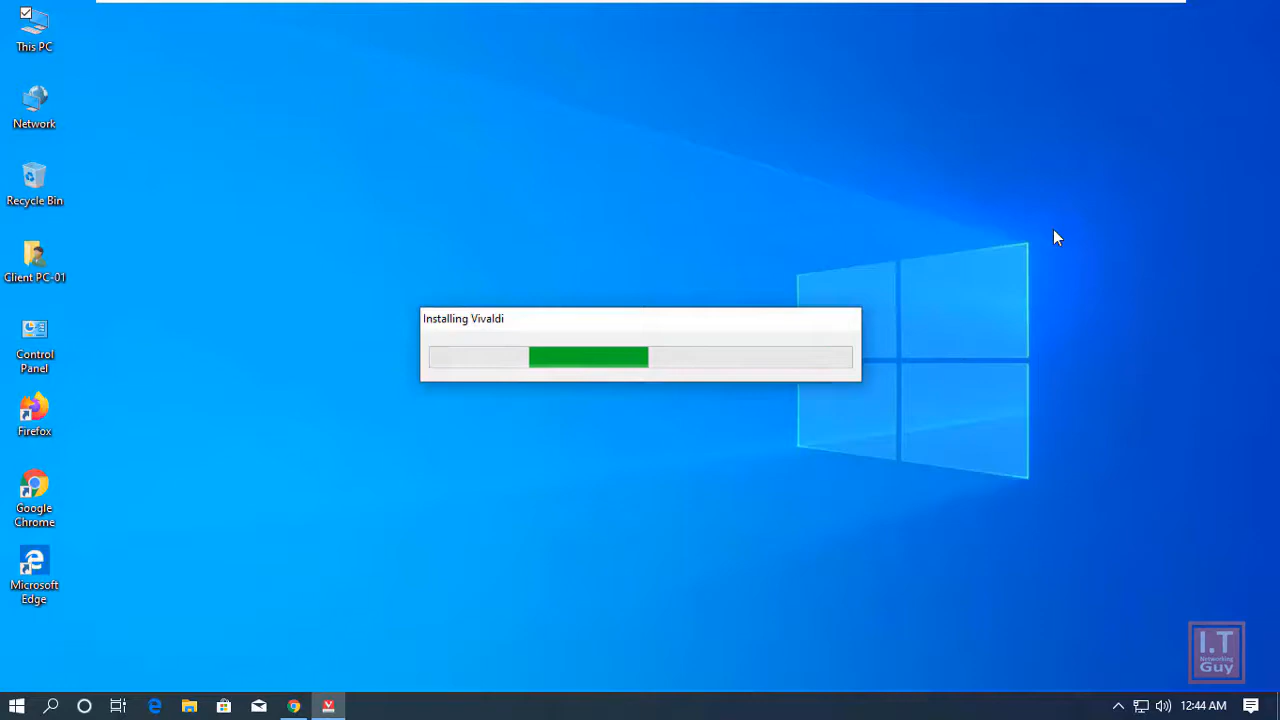 This PC
Network
Recycle Bin
Client PC-01
Control
Panel
Firefox
Google
Chrome
Microsoft
Edge
Installing Vivaldi
I.T
Networking
Guy
12:44 AM